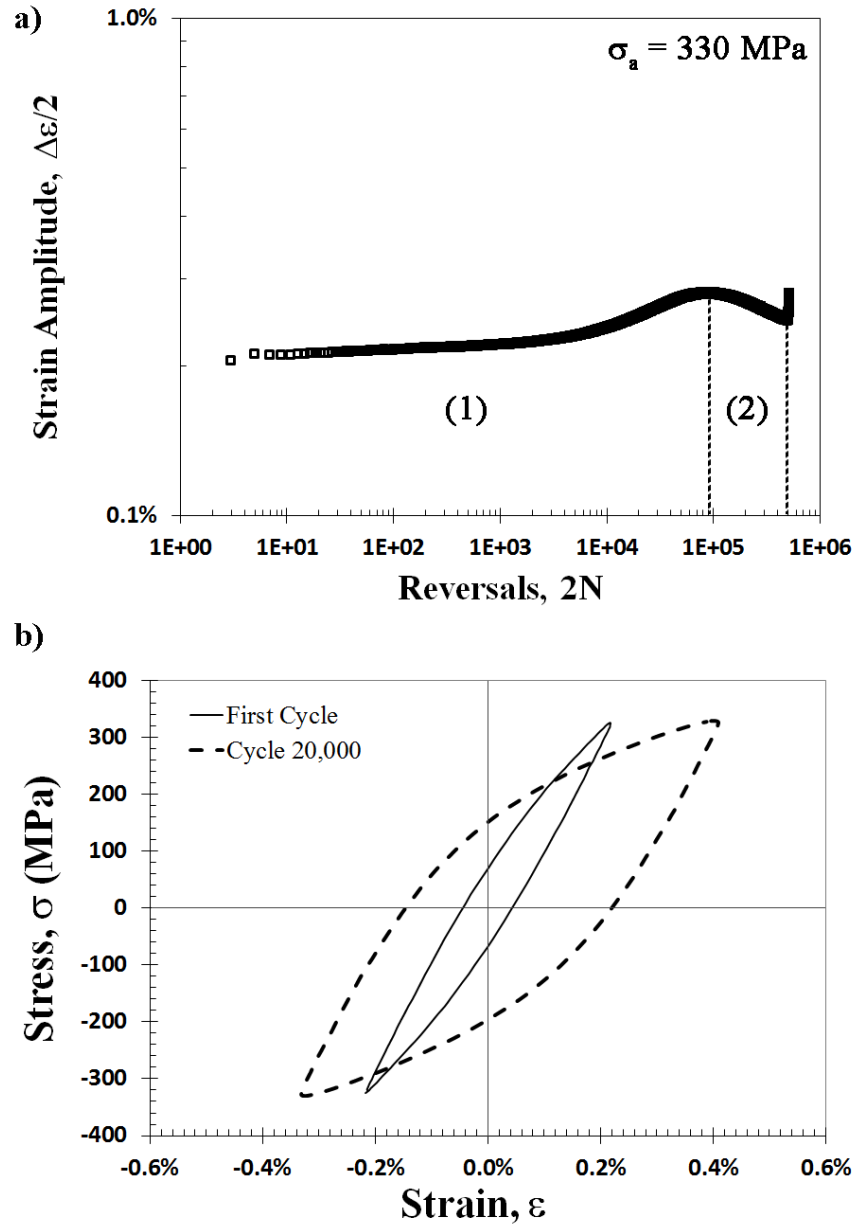 a)
1.0%
σa = 330 MPa
Strain Amplitude, Δε/2
(1)
(2)
0.1%
1E+00 1E+01 1E+02 1E+03 1E+04 1E+05 1E+06
Reversals, 2N
b)
400
First Cycle
300
Cycle 20,000
200
100
Stress, σ (MPa)
0
-100
-200
-300
-400
-0.6% -0.4% -0.2% 0.0% 0.2% 0.4% 0.6%
Strain, ε